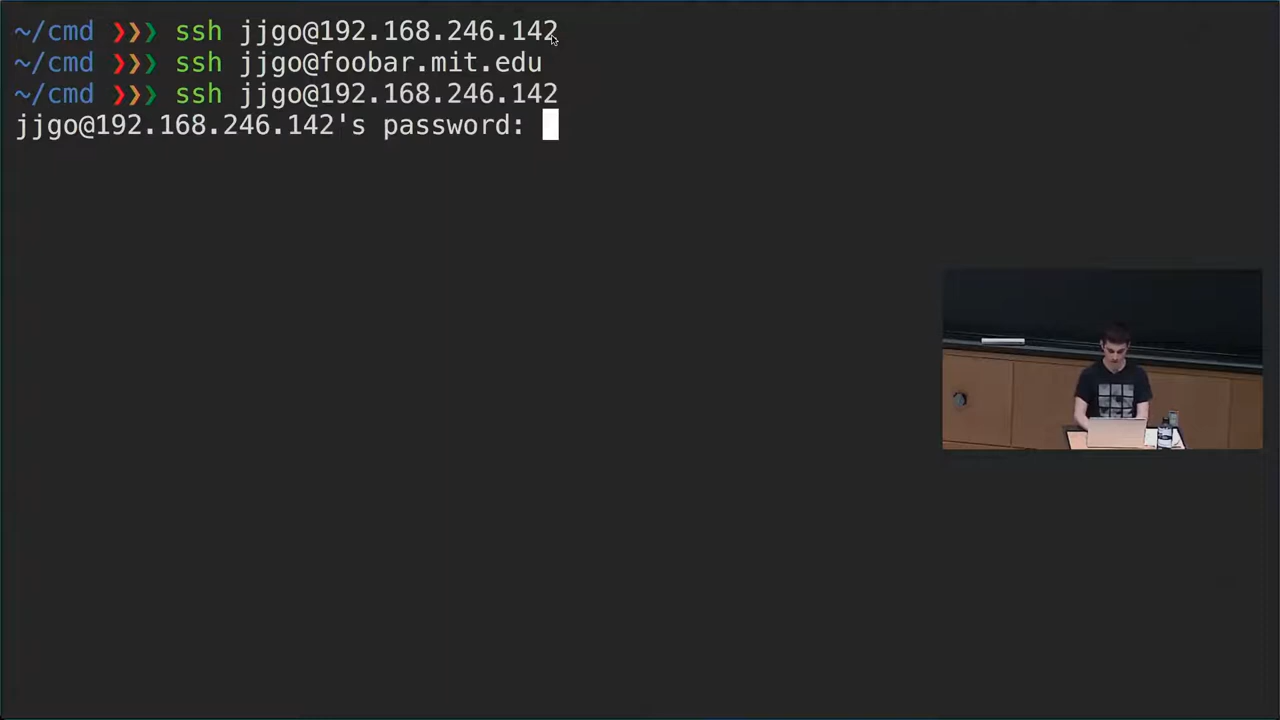 ~/cmd ❯❯❯ ssh jjgo@192.168.246.142
~/cmd ❯❯❯ ssh jjgo@foobar.mit.edu
~/cmd ❯❯❯ ssh jjgo@192.168.246.142
jjgo@192.168.246.142's password: